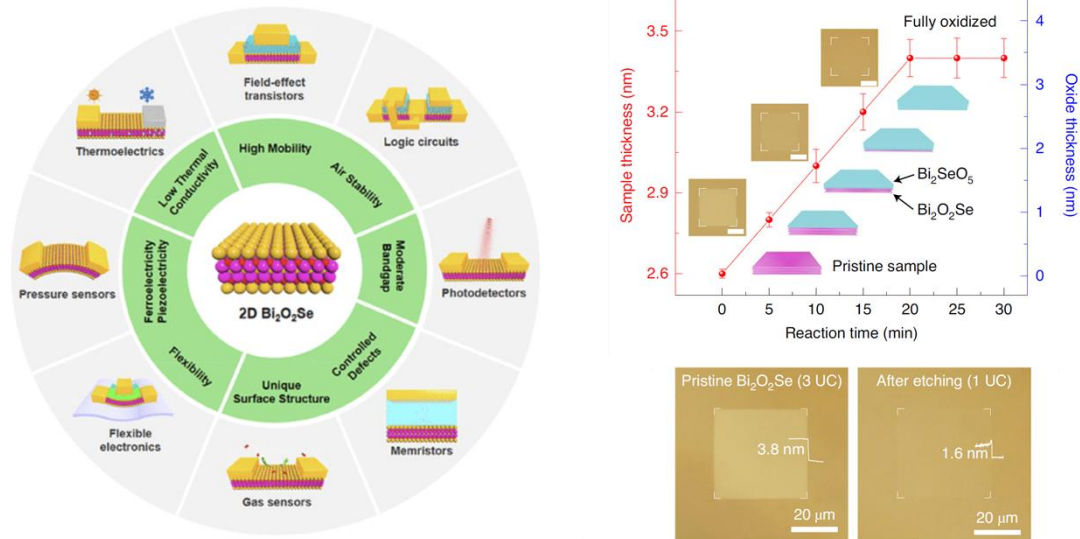 Field-effect
transistors
Logic circuits
Photodetectors
Memristors
Gas sensors
Flexible
electronics
Pressure sensors
Thermoelectrics
High Mobility
Air Stability
Moderate
Bandgap
Controlled
Defects
Unique
Surface Structure
Flexibility
Ferroelectricity
Piezoelectricity
Low Thermal
Conductivity
2D Bi₂O₂Se
Sample thickness (nm)
3.5
3.2
2.9
2.6
Fully oxidized
Bi₂SeO₅
Bi₂O₂Se
Pristine sample
4
3
2
1
0
Oxide thickness (nm)
0 5 10 15 20 25 30
Reaction time (min)
Pristine Bi₂O₂Se (3 UC)
3.8 nm
20 μm
After etching (1 UC)
1.6 nm
20 μm